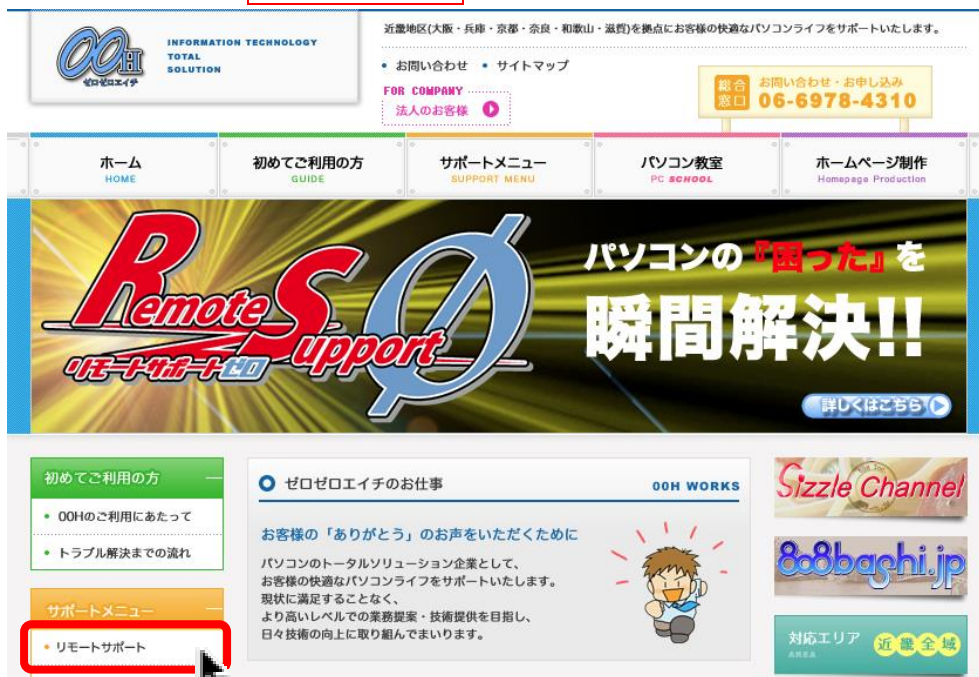 近畿地区(大阪・兵庫・京都・奈良・和歌山・滋賀)を拠点にお客様の快適なパソコンライフをサポートいたします。
00H
ゼロゼロエイチ
INFORMATION TECHNOLOGY
TOTAL
SOLUTION
• お問い合わせ • サイトマップ
FOR COMPANY
法人のお客様
総合
窓口
お問い合わせ・お申し込み
06-6978-4310
ホーム
HOME
初めてご利用の方
GUIDE
サポートメニュー
SUPPORT MENU
パソコン教室
PC SCHOOL
ホームページ制作
Homepage Production
Remote Support 0
リモートサポートゼロ
パソコンの『困った』を
瞬間解決!!
詳しくはこちら
初めてご利用の方
• 00Hのご利用にあたって
• トラブル解決までの流れ
サポートメニュー
• リモートサポート
ゼロゼロエイチのお仕事
00H WORKS
お客様の「ありがとう」のお声をいただくために
パソコンのトータルソリューション企業として、
お客様の快適なパソコンライフをサポートいたします。
現状に満足することなく、
より高いレベルでの業務提案・技術提供を目指し、
日々技術の向上に取り組んでまいります。
Sizzle Channel
808bashi.jp
対応エリア
近畿全域